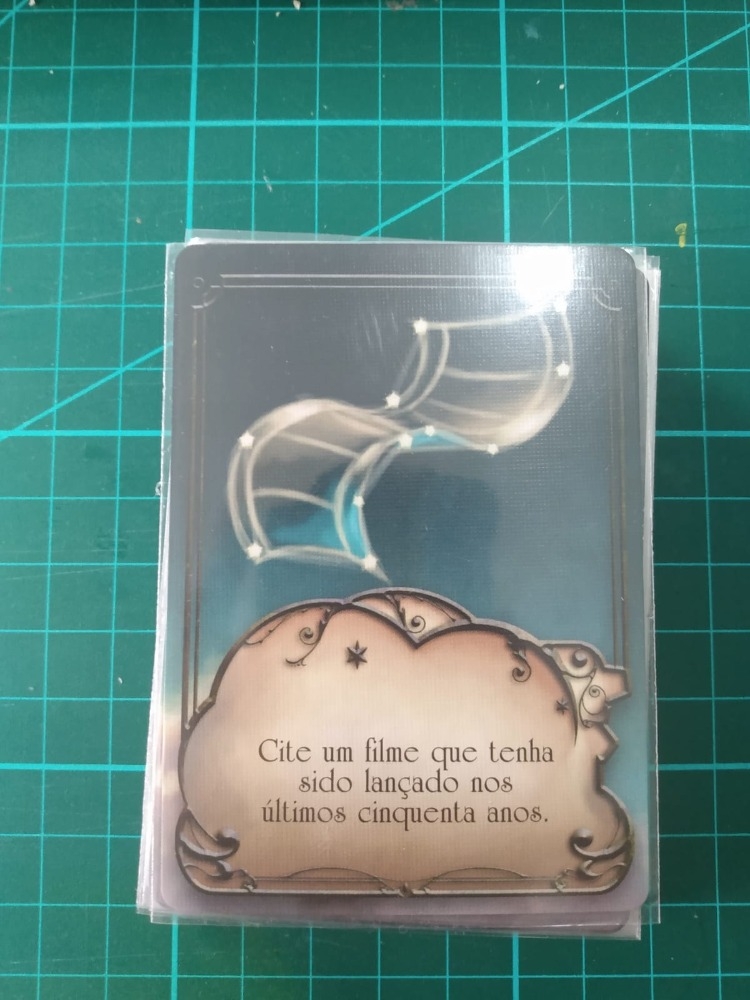 Cite um filme que tenha
sido lançado nos
últimos cinquenta anos.